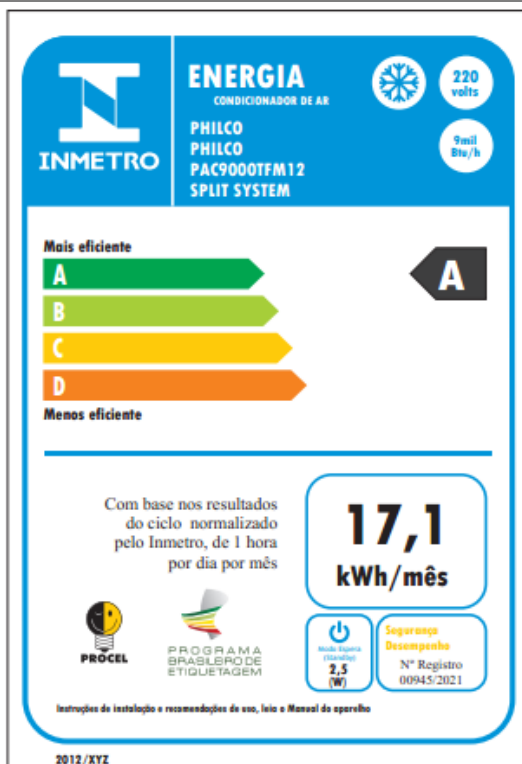 INMETRO
ENERGIA
CONDICIONADOR DE AR
PHILCO
PHILCO
PAC9000TFM12
SPLIT SYSTEM
220
volts
9mil
Btu/h
Mais eficiente
A
A
B
C
D
Menos eficiente
Com base nos resultados
do ciclo normalizado
pelo Inmetro, de 1 hora
por dia por mês
17,1
kWh/mês
PROCEL
PROGRAMA
BRASILEIRO DE
ETIQUETAGEM
Modo Espera
(Standby)
2,5
(W)
Segurança
Desempenho
Nº Registro
00945/2021
Instruções de instalação e recomendações de uso, leia o Manual do aparelho
2012/XYZ